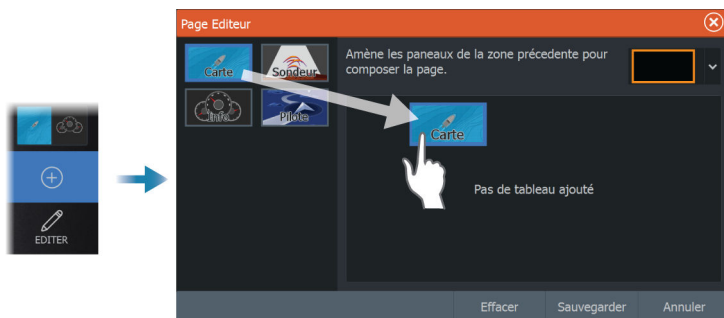 Page Editeur
Carte
Sondeur
Amène les paneaux de la zone précedente pour
composer la page.
Info
Pilote
Carte
Pas de tableau ajouté
EDITER
Effacer
Sauvegarder
Annuler